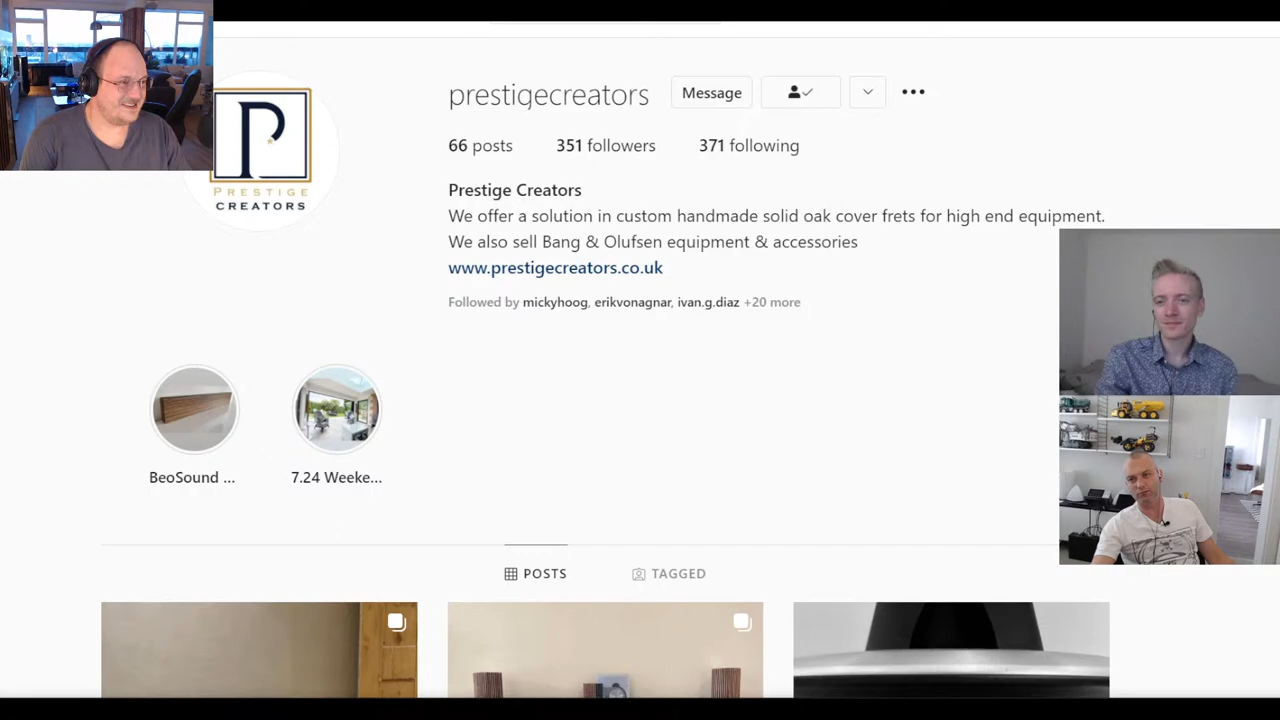 prestigecreators
Message
66 posts
351 followers
371 following
P
PRESTIGE
CREATORS
Prestige Creators
We offer a solution in custom handmade solid oak cover frets for high end equipment.
We also sell Bang & Olufsen equipment & accessories
www.prestigecreators.co.uk
Followed by mickyhoog, erikvonagnar, ivan.g.diaz +20 more
BeoSound ...
7.24 Weeke...
POSTS
TAGGED